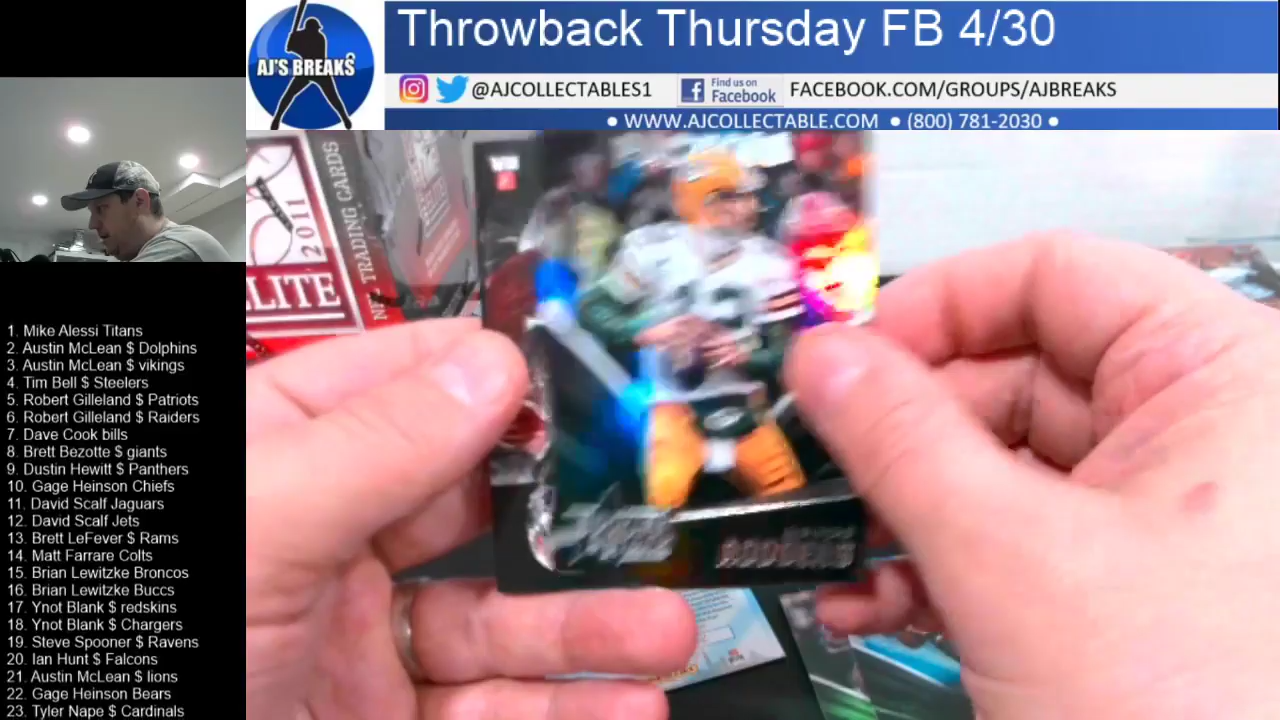 Throwback Thursday FB 4/30
AJ'S BREAKS
@AJCOLLECTABLES1
Find us on
Facebook
FACEBOOK.COM/GROUPS/AJBREAKS
• WWW.AJCOLLECTABLE.COM • (800) 781-2030 •
2011
ELITE
NFL TRADING CARDS
RODGERS
1. Mike Alessi Titans
2. Austin McLean $ Dolphins
3. Austin McLean $ vikings
4. Tim Bell $ Steelers
5. Robert Gilleland $ Patriots
6. Robert Gilleland $ Raiders
7. Dave Cook bills
8. Brett Bezotte $ giants
9. Dustin Hewitt $ Panthers
10. Gage Heinson Chiefs
11. David Scalf Jaguars
12. David Scalf Jets
13. Brett LeFever $ Rams
14. Matt Farrare Colts
15. Brian Lewitzke Broncos
16. Brian Lewitzke Buccs
17. Ynot Blank $ redskins
18. Ynot Blank $ Chargers
19. Steve Spooner $ Ravens
20. Ian Hunt $ Falcons
21. Austin McLean $ lions
22. Gage Heinson Bears
23. Tyler Nape $ Cardinals